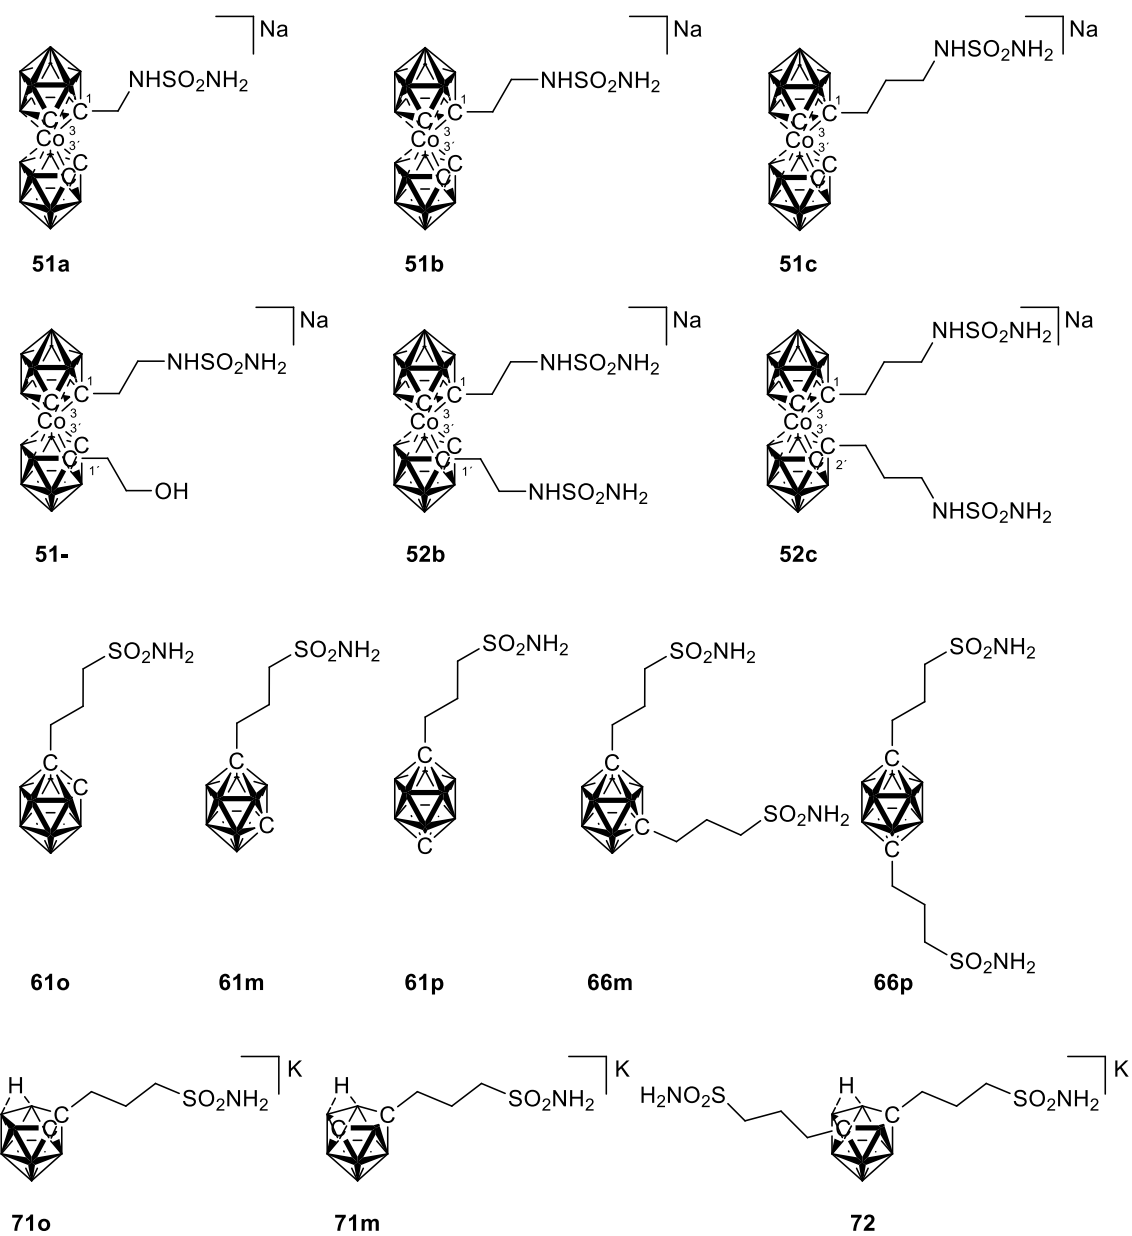 Na
Na
Na
NHSO2NH2
NHSO2NH2
NHSO2NH2
C 1
C 1
C 1
C
C
C
Co 3
Co 3
Co 3
3´
3´
3´
C
C
C
C
C
C
51a
51b
51c
Na
Na
Na
NHSO2NH2
NHSO2NH2
NHSO2NH2
C 1
C 1
C 1
C
C
C
Co 3
Co 3
Co 3
3´
3´
3´
C
C
C
C 1´
C 1´
C 2´
OH
NHSO2NH2
NHSO2NH2
51-
52b
52c
SO2NH2
SO2NH2
SO2NH2
SO2NH2
SO2NH2
C
C
C
C
C
C
C
C
C
SO2NH2
C
SO2NH2
61o
61m
61p
66m
66p
K
K
K
H
SO2NH2
H
SO2NH2
H2NO2S
H
SO2NH2
C
C
C
C
C
71o
71m
72